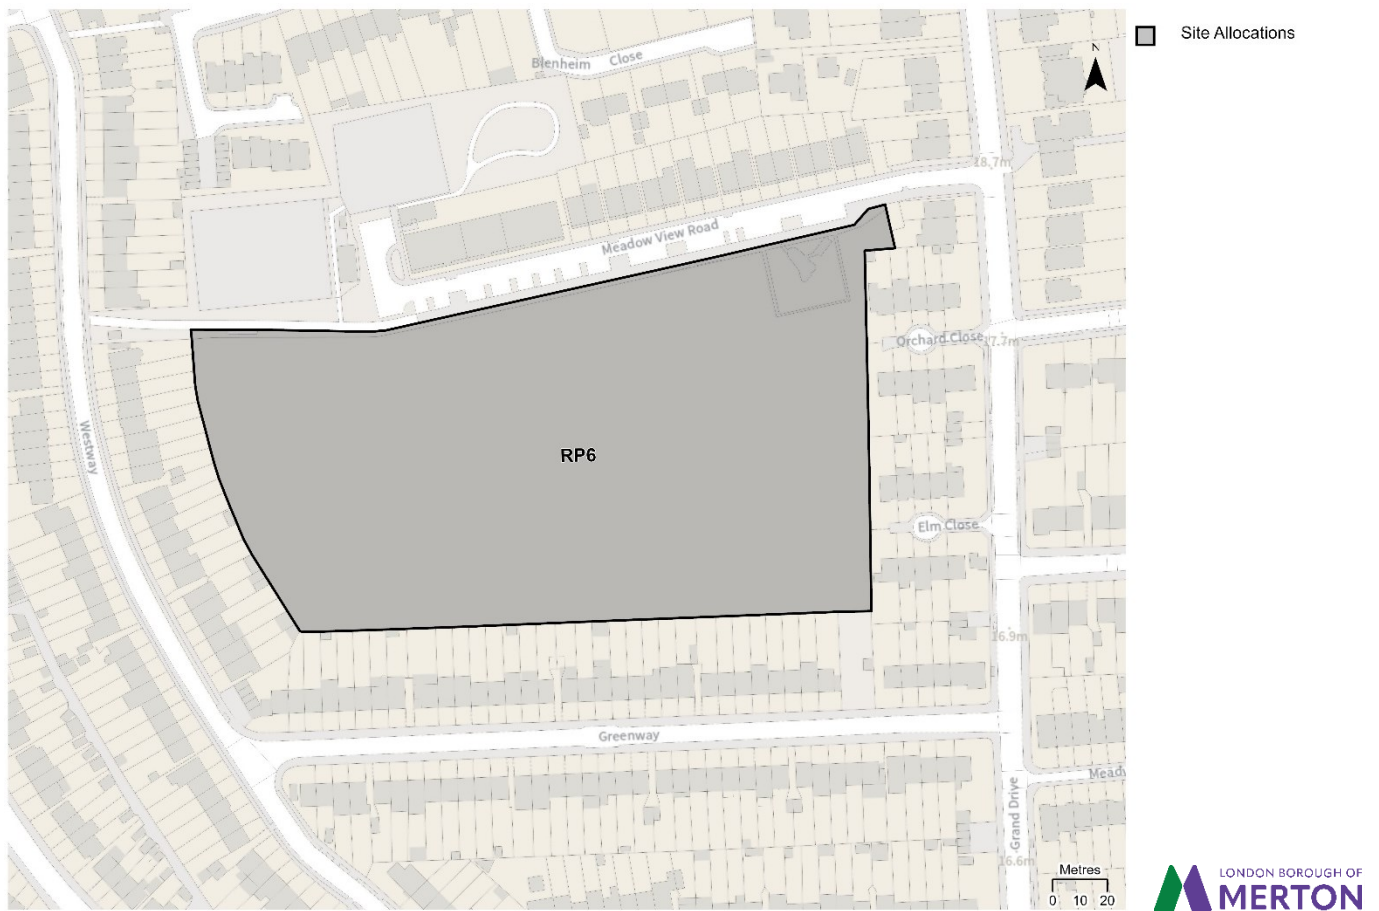 Site Allocations
N
Blenheim Close
18.7m
Meadow View Road
Orchard Close
17.7m
Westway
RP6
Elm Close
16.9m
Greenway
Grand Drive
16.6m
Metres
0 10 20
LONDON BOROUGH OF
MERTON